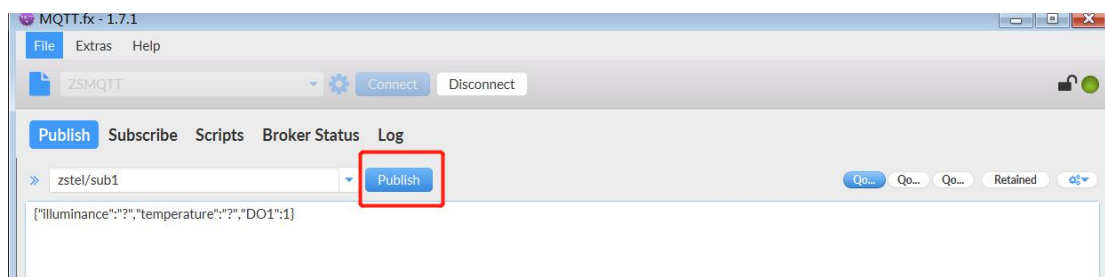 MQTT.fx - 1.7.1
File Extras Help
ZSMQTT Connect Disconnect
Publish Subscribe Scripts Broker Status Log
zstel/sub1 Publish Qo... Qo... Qo... Retained
{"illuminance":"?","temperature":"?","DO1":1}